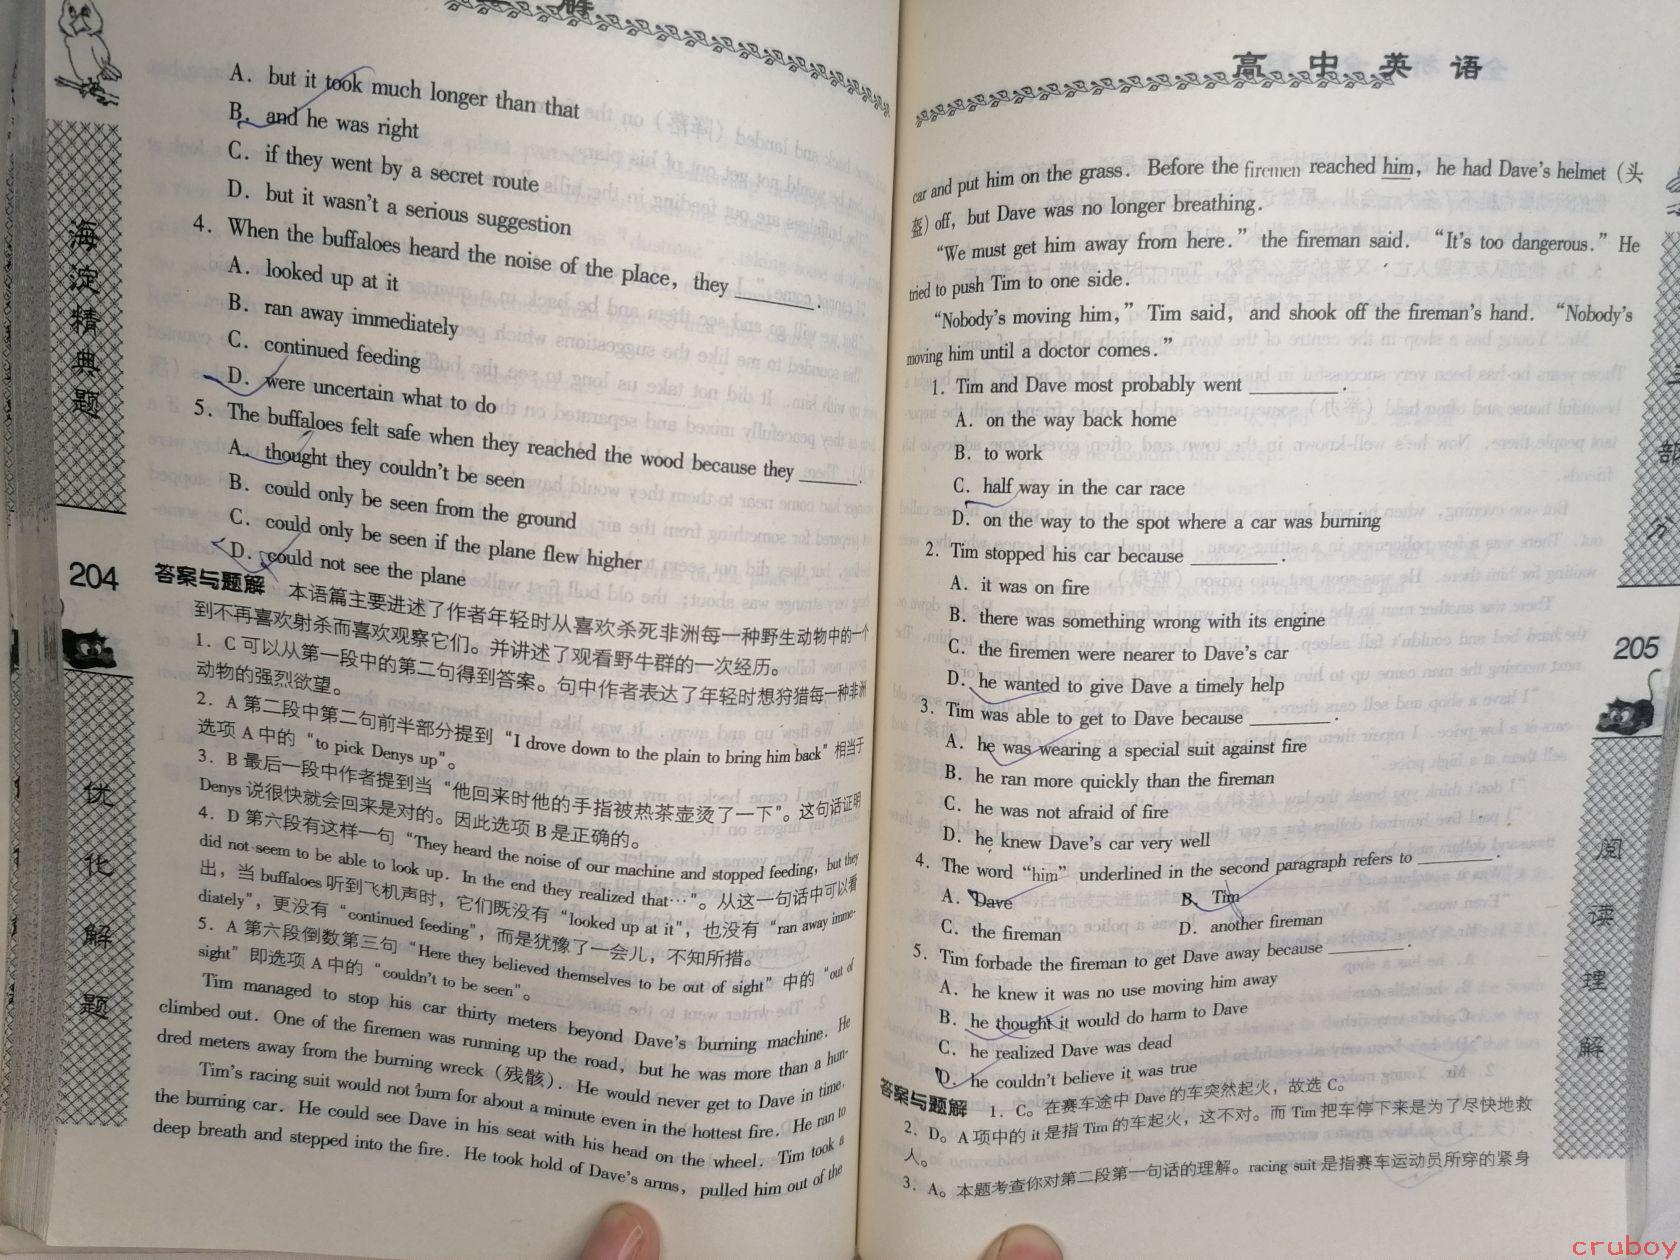 解
A. but it took much longer than that
B. and he was right
C. if they went by a secret route
D. but it wasn't a serious suggestion
4. When the buffaloes heard the noise of the place, they ______.
A. looked up at it
B. ran away immediately
C. continued feeding
D. were uncertain what to do
5. The buffaloes felt safe when they reached the wood because they ______.
A. thought they couldn't be seen
B. could only be seen from the ground
C. could only be seen if the plane flew higher
D. could not see the plane
答案与题解 本语篇主要进述了作者年轻时从喜欢杀死非洲每一种野生动物中的一个
到不再喜欢射杀而喜欢观察它们。并讲述了观看野牛群的一次经历。
1. C 可以从第一段中的第二句得到答案。句中作者表达了年轻时想狩猎每一种非洲
动物的强烈欲望。
2. A 第二段中第二句前半部分提到“I drove down to the plain to bring him back”相当于
选项 A 中的“to pick Denys up”。
3. B 最后一段中作者提到当“他回来时他的手指被热茶壶烫了一下”。这句话证明
Denys 说很快就会回来是对的。因此选项 B 是正确的。
4. D 第六段有这样一句“They heard the noise of our machine and stopped feeding, but they
did not seem to be able to look up. In the end they realized that…”。从这一句话中可以看
出，当 buffaloes 听到飞机声时，它们既没有“looked up at it”，也没有“ran away imme-
diately”，更没有“continued feeding”，而是犹豫了一会儿，不知所措。
5. A 第六段倒数第三句“Here they believed themselves to be out of sight”中的“out of
sight”即选项 A 中的“couldn't to be seen”。
Tim managed to stop his car thirty meters beyond Dave's burning machine. He
climbed out. One of the firemen was running up the road, but he was more than a hun-
dred meters away from the burning wreck (残骸). He would never get to Dave in time.
Tim's racing suit would not burn for about a minute even in the hottest fire. He ran to
the burning car. He could see Dave in his seat with his head on the wheel. Tim took a
deep breath and stepped into the fire. He took hold of Dave's arms, pulled him out of the
海淀精典题
204
优化解题
高中英语
car and put him on the grass. Before the firemen reached him, he had Dave's helmet (头
盔) off, but Dave was no longer breathing.
“We must get him away from here.” the fireman said. “It's too dangerous.” He
tried to push Tim to one side.
“Nobody's moving him,” Tim said, and shook off the fireman's hand. “Nobody's
moving him until a doctor comes.”
1. Tim and Dave most probably went ______.
A. on the way back home
B. to work
C. half way in the car race
D. on the way to the spot where a car was burning
2. Tim stopped his car because ______.
A. it was on fire
B. there was something wrong with its engine
C. the firemen were nearer to Dave's car
D. he wanted to give Dave a timely help
3. Tim was able to get to Dave because ______.
A. he was wearing a special suit against fire
B. he ran more quickly than the fireman
C. he was not afraid of fire
D. he knew Dave's car very well
4. The word “him” underlined in the second paragraph refers to ______.
A. Dave B. Tim
C. the fireman D. another fireman
5. Tim forbade the fireman to get Dave away because ______.
A. he knew it was no use moving him away
B. he thought it would do harm to Dave
C. he realized Dave was dead
D. he couldn't believe it was true
答案与题解 1. C。在赛车途中 Dave 的车突然起火，故选 C。
2. D。A 项中的 it 是指 Tim 的车起火，这不对。而 Tim 把车停下来是为了尽快地救
人。
3. A。本题考查你对第二段第一句话的理解。racing suit 是指赛车运动员所穿的紧身
部
205
阅读理解
cruboy